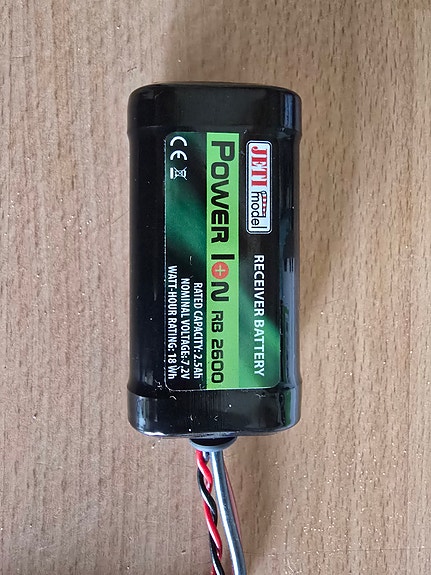 JETI
model
RECEIVER BATTERY
POWER ION RB 2600
RATED CAPACITY: 2.5Ah
NOMINAL VOLTAGE: 7,2V
WATT-HOUR RATING: 18 Wh
CE